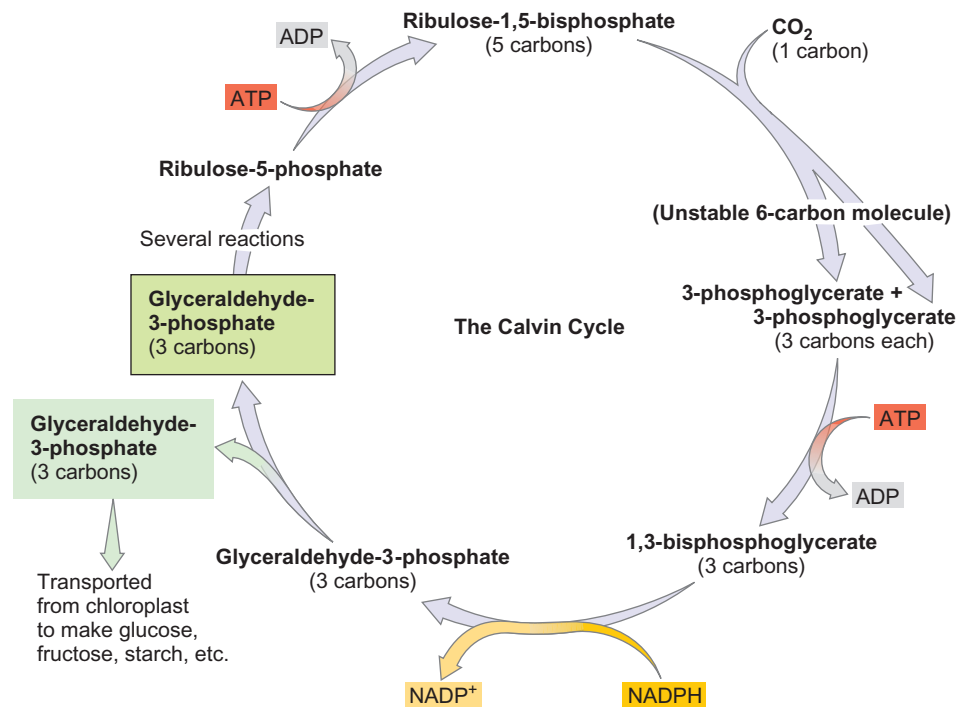 Ribulose-1,5-bisphosphate
(5 carbons)
CO₂
(1 carbon)
ADP
ATP
Ribulose-5-phosphate
(Unstable 6-carbon molecule)
Several reactions
3-phosphoglycerate +
3-phosphoglycerate
(3 carbons each)
Glyceraldehyde-
3-phosphate
(3 carbons)
The Calvin Cycle
Glyceraldehyde-
3-phosphate
(3 carbons)
ATP
ADP
1,3-bisphosphoglycerate
(3 carbons)
Glyceraldehyde-3-phosphate
(3 carbons)
Transported
from chloroplast
to make glucose,
fructose, starch, etc.
NADP⁺
NADPH